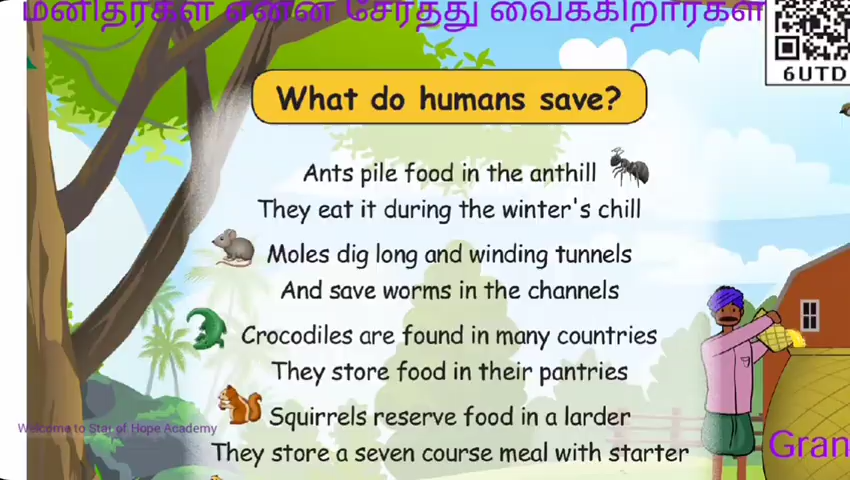 மனிதர்கள் என்ன சேர்த்து வைக்கிறார்கள்
6UTD
What do humans save?
Ants pile food in the anthill
They eat it during the winter's chill
Moles dig long and winding tunnels
And save worms in the channels
Crocodiles are found in many countries
They store food in their pantries
Squirrels reserve food in a larder
Welcome to Star of Hope Academy
They store a seven course meal with starter
Gran